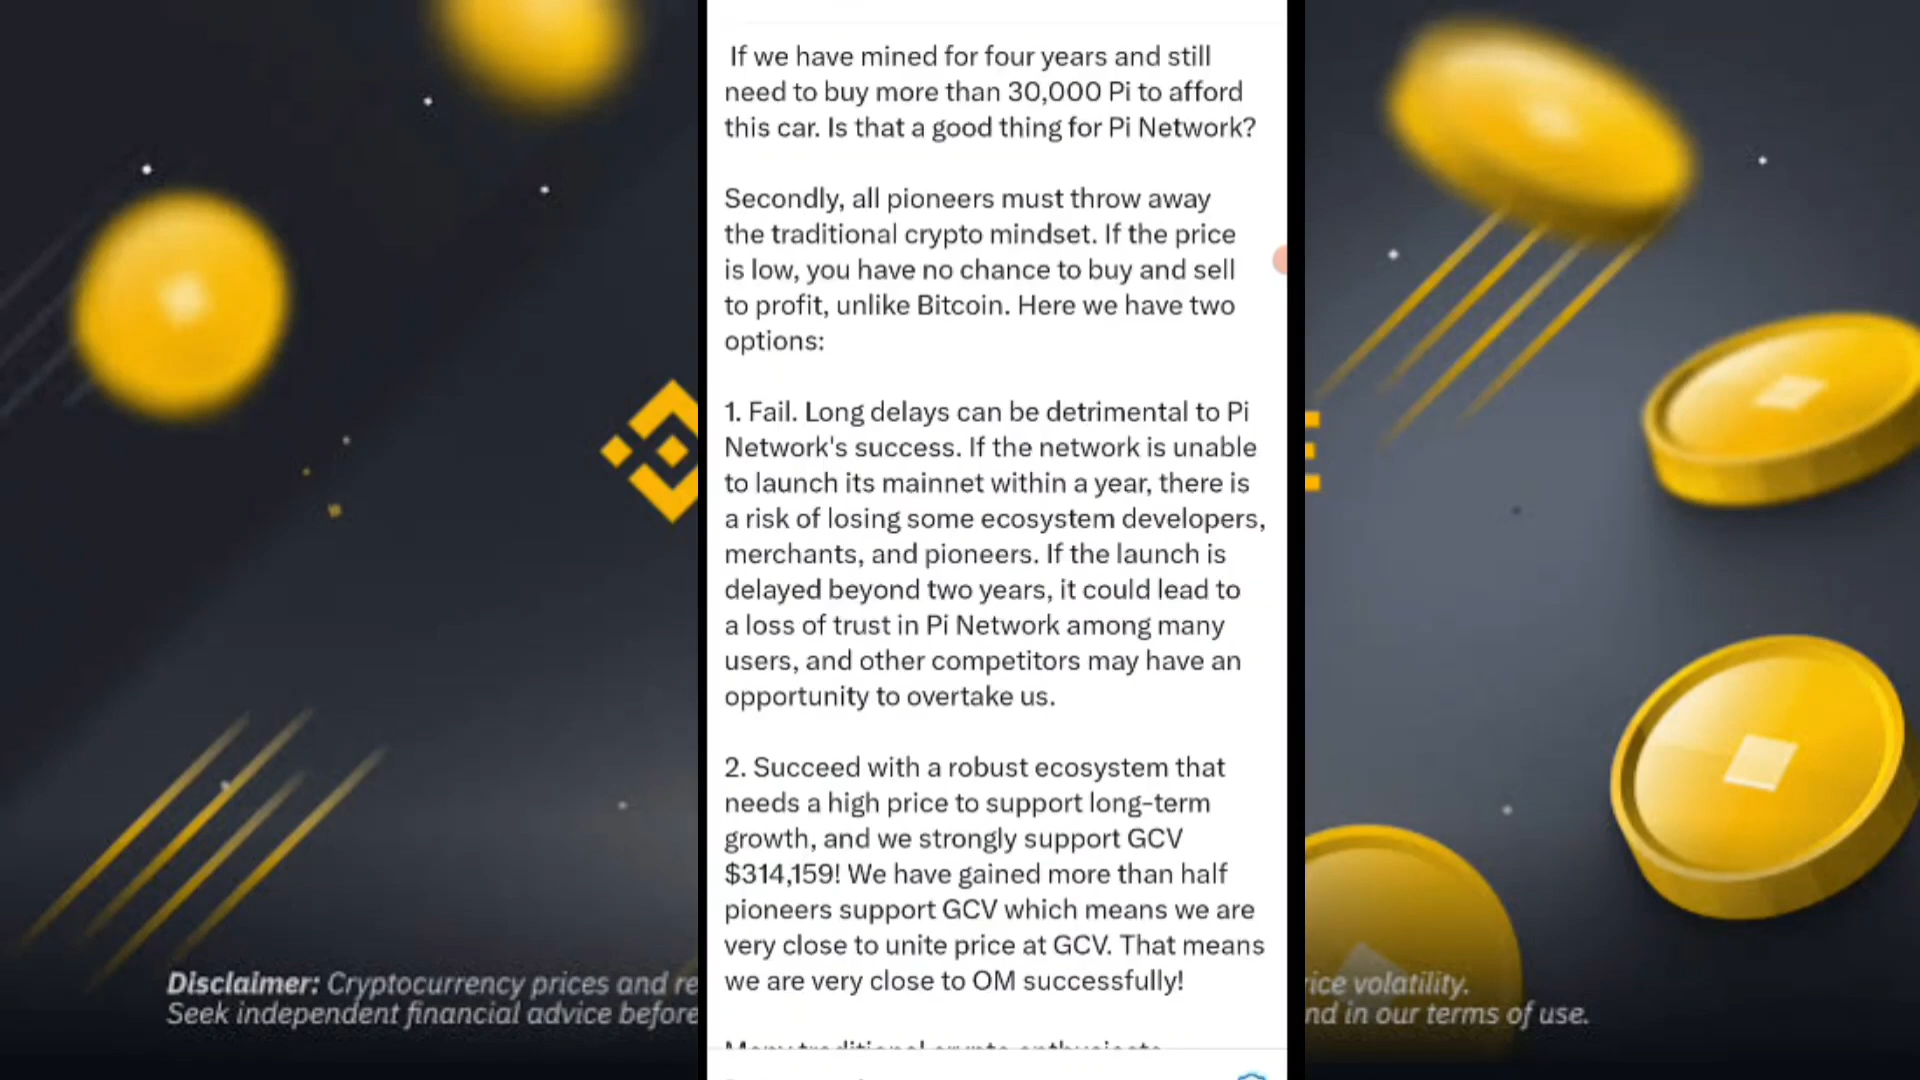 If we have mined for four years and still
need to buy more than 30,000 Pi to afford
this car. Is that a good thing for Pi Network?
Secondly, all pioneers must throw away
the traditional crypto mindset. If the price
is low, you have no chance to buy and sell
to profit, unlike Bitcoin. Here we have two
options:
1. Fail. Long delays can be detrimental to Pi
Network's success. If the network is unable
to launch its mainnet within a year, there is
a risk of losing some ecosystem developers,
merchants, and pioneers. If the launch is
delayed beyond two years, it could lead to
a loss of trust in Pi Network among many
users, and other competitors may have an
opportunity to overtake us.
2. Succeed with a robust ecosystem that
needs a high price to support long-term
growth, and we strongly support GCV
$314,159! We have gained more than half
pioneers support GCV which means we are
very close to unite price at GCV. That means
we are very close to OM successfully!
Many traditional crypto enthusiasts
Disclaimer: Cryptocurrency prices and re
Seek independent financial advice before
rice volatility.
nd in our terms of use.